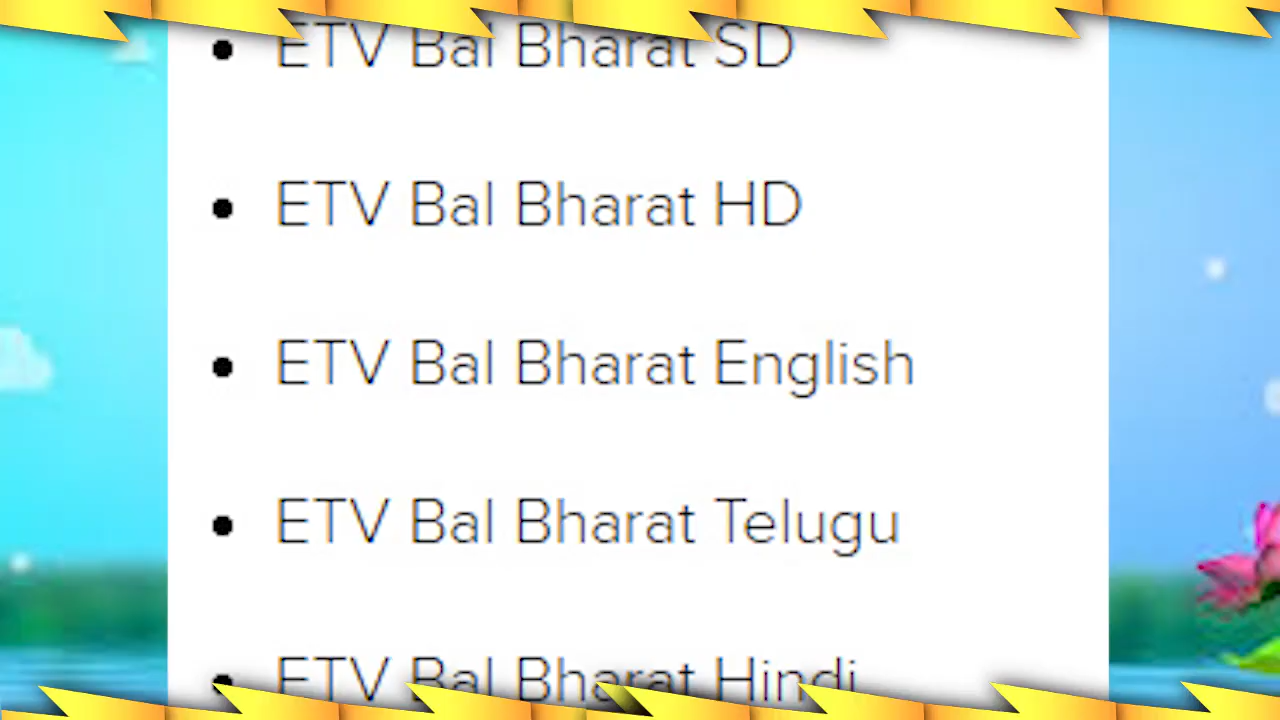 • ETV Bal Bharat SD
• ETV Bal Bharat HD
• ETV Bal Bharat English
• ETV Bal Bharat Telugu
• ETV Bal Bharat Hindi